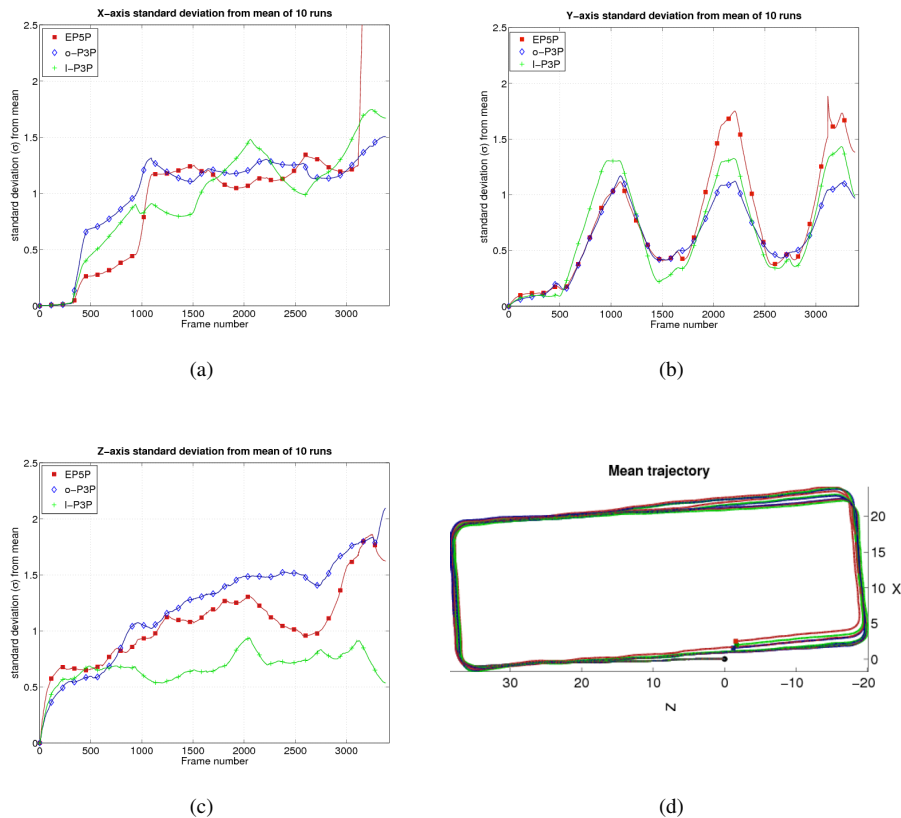 X-axis standard deviation from mean of 10 runs
2.5
2
1.5
1
0.5
0
standard deviation (σ) from mean
EP5P
o-P3P
l-P3P
0 500 1000 1500 2000 2500 3000
Frame number
(a)
Y-axis standard deviation from mean of 10 runs
2.5
2
1.5
1
0.5
0
standard deviation (σ) from mean
EP5P
o-P3P
l-P3P
0 500 1000 1500 2000 2500 3000
Frame number
(b)
Z-axis standard deviation from mean of 10 runs
2.5
2
1.5
1
0.5
0
standard deviation (σ) from mean
EP5P
o-P3P
l-P3P
0 500 1000 1500 2000 2500 3000
Frame number
(c)
Mean trajectory
20
15
10
5
0
X
30 20 10 0 -10 -20
Z
(d)